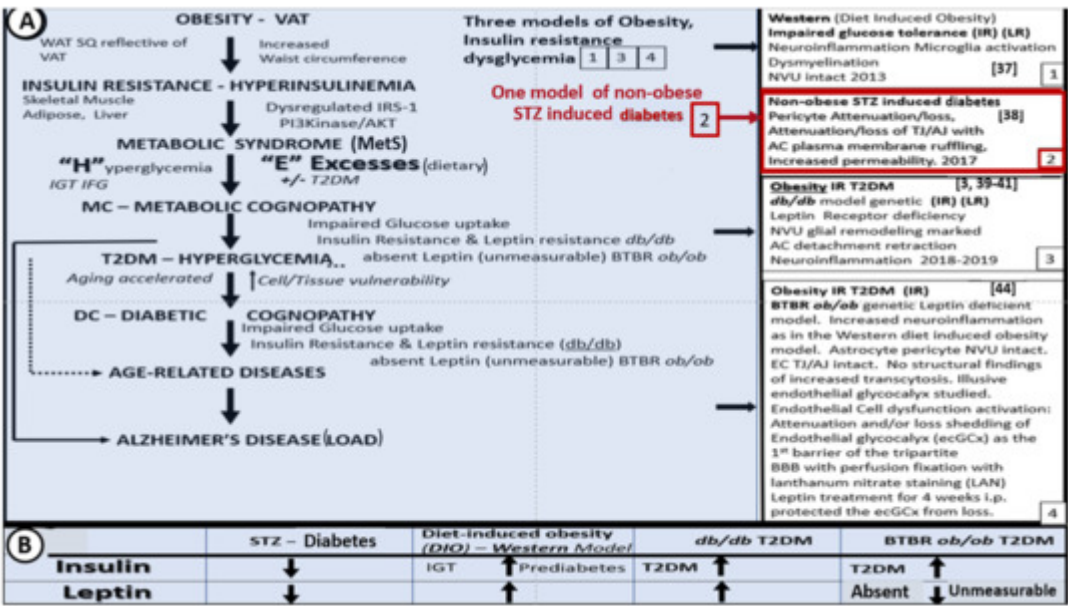 A
OBESITY - VAT
WAT SQ reflective of VAT
Increased Waist circumference
INSULIN RESISTANCE - HYPERINSULINEMIA
Skeletal Muscle Adipose, Liver
Dysregulated IRS-1 PI3Kinase/AKT
METABOLIC SYNDROME (MetS)
"H"yperglycemia
IGT IFG
"E" Excesses (dietary)
+/- T2DM
MC – METABOLIC COGNOPATHY
Impaired Glucose uptake
Insulin Resistance & Leptin resistance db/db
absent Leptin (unmeasurable) BTBR ob/ob
T2DM – HYPERGLYCEMIA...
Aging accelerated
↑Cell/Tissue vulnerability
DC – DIABETIC COGNOPATHY
Impaired Glucose uptake
Insulin Resistance & Leptin resistance (db/db)
absent Leptin (unmeasurable) BTBR ob/ob
AGE-RELATED DISEASES
ALZHEIMER'S DISEASE(LOAD)
Three models of Obesity,
Insulin resistance
dysglycemia 1 3 4
One model of non-obese
STZ induced diabetes 2
Western (Diet Induced Obesity)
Impaired glucose tolerance (IR) (LR)
Neuroinflammation Microglia activation
Dysmyelination
NVU intact 2013 [37]
1
Non-obese STZ induced diabetes
Pericyte Attenuation/loss, [38]
Attenuation/loss of TJ/AJ with
AC plasma membrane ruffling,
Increased permeability. 2017
2
Obesity IR T2DM [3, 39-41]
db/db model genetic (IR) (LR)
Leptin Receptor deficiency
NVU glial remodeling marked
AC detachment retraction
Neuroinflammation 2018-2019
3
Obesity IR T2DM (IR) [44]
BTBR ob/ob genetic Leptin deficient
model. Increased neuroinflammation
as in the Western diet induced obesity
model. Astrocyte pericyte NVU intact.
EC TJ/AJ intact. No structural findings
of increased transcytosis. Illusive
endothelial glycocalyx studied.
Endothelial Cell dysfunction activation:
Attenuation and/or loss shedding of
Endothelial glycocalyx (ecGCx) as the
1st barrier of the tripartite
BBB with perfusion fixation with
lanthanum nitrate staining (LAN)
Leptin treatment for 4 weeks i.p.
protected the ecGCx from loss.
4
B
STZ – Diabetes
Diet-induced obesity
(DIO) – Western Model
db/db T2DM
BTBR ob/ob T2DM
Insulin ↓ IGT ↑Prediabetes T2DM ↑ T2DM ↑
Leptin ↓ ↑ ↑ Absent ↓Unmeasurable